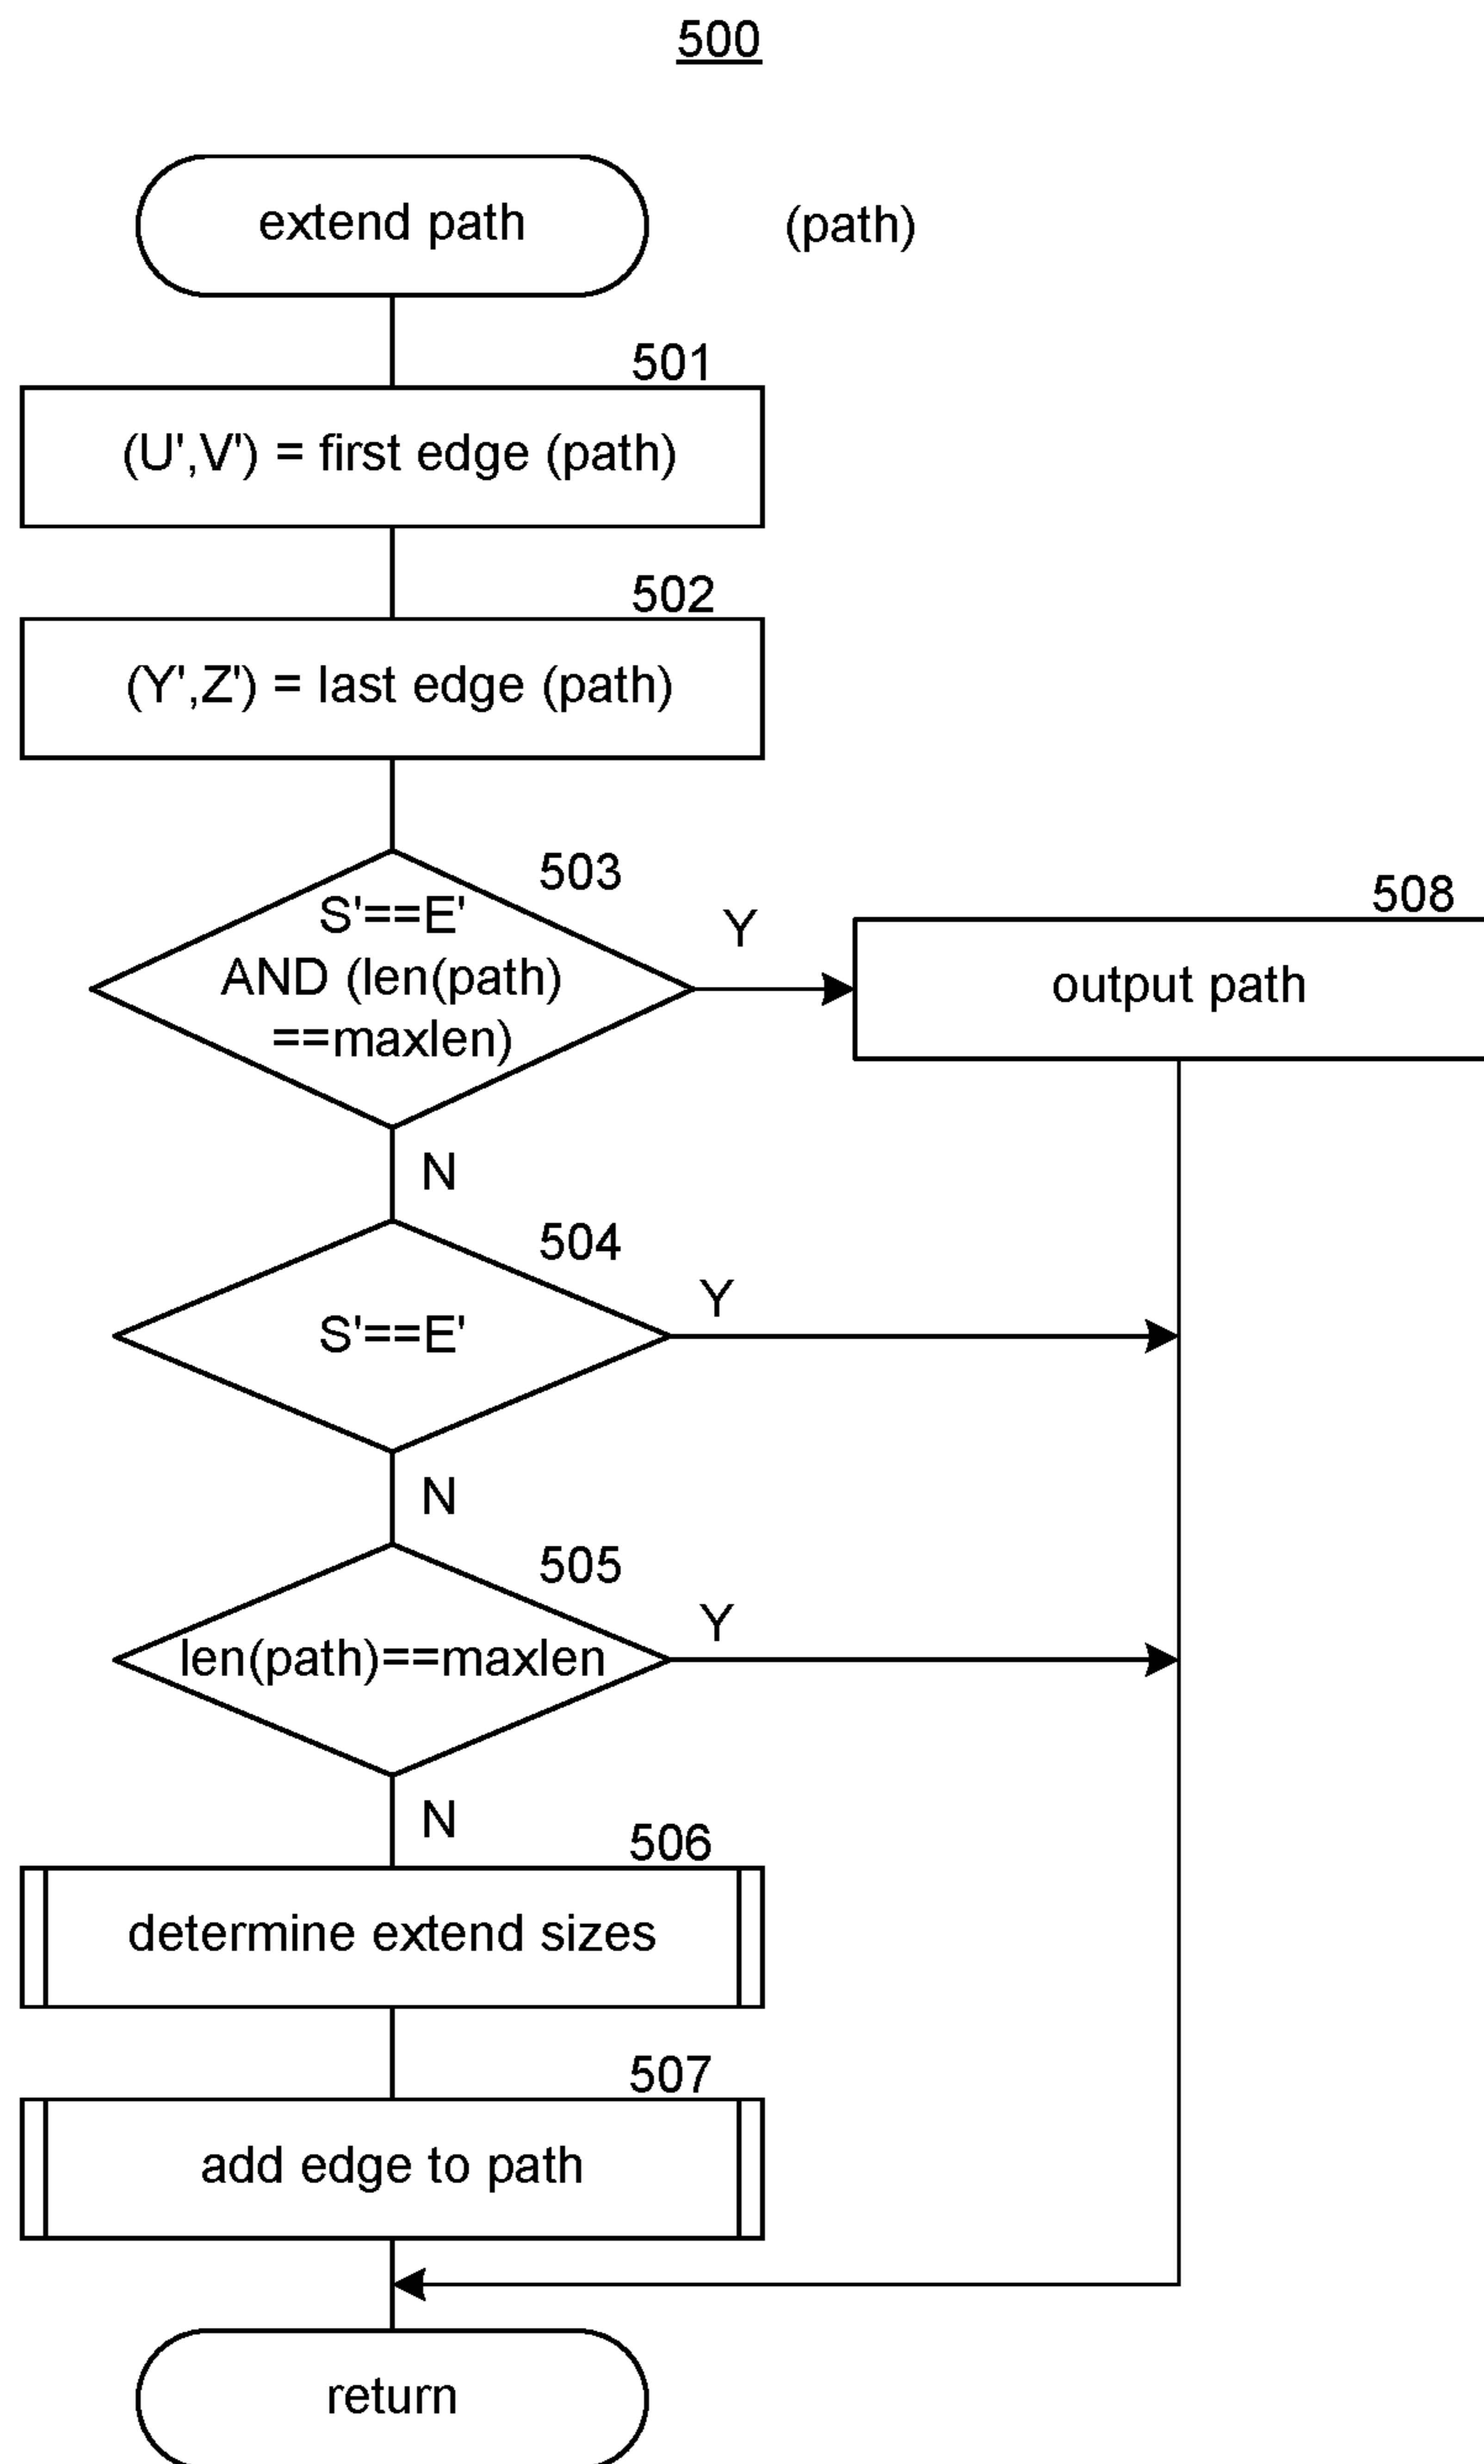 500
extend path
(path)
501
(U',V') = first edge (path)
502
(Y',Z') = last edge (path)
503
S'==E'
AND (len(path)
==maxlen)
Y
508
output path
N
504
S'==E'
Y
N
505
len(path)==maxlen
Y
N
506
determine extend sizes
507
add edge to path
return